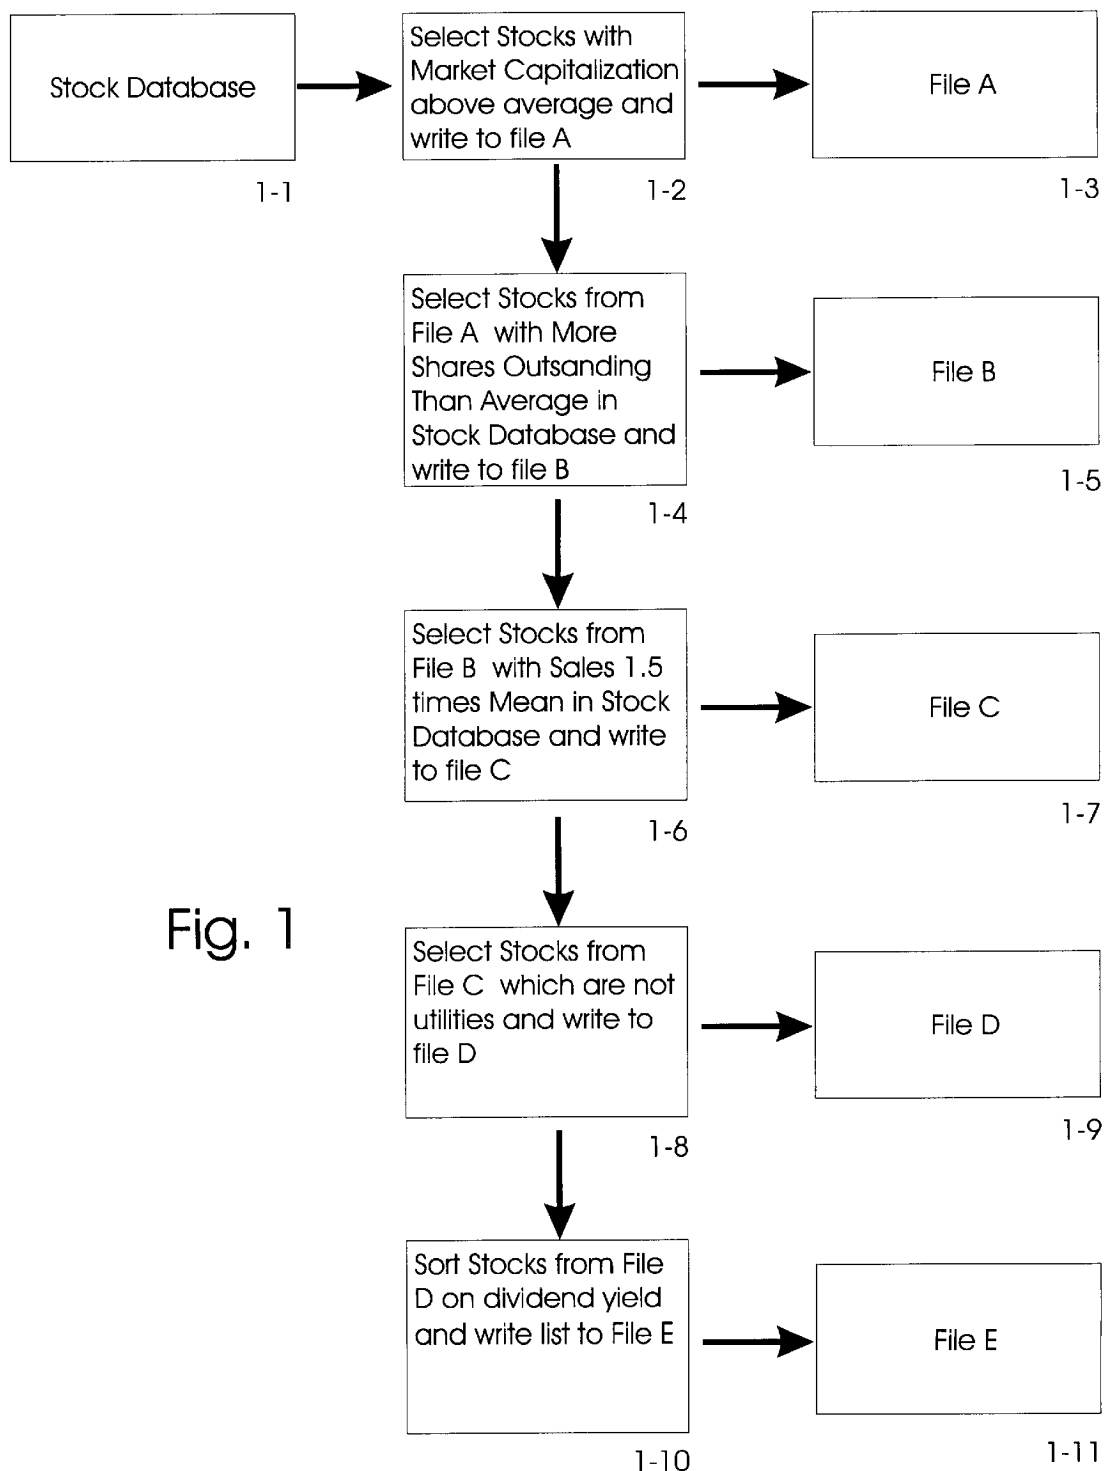 Stock Database
1-1
Select Stocks with
Market Capitalization
above average and
write to file A
1-2
File A
1-3
Select Stocks from
File A with More
Shares Outsanding
Than Average in
Stock Database and
write to file B
1-4
File B
1-5
Select Stocks from
File B with Sales 1.5
times Mean in Stock
Database and write
to file C
1-6
File C
1-7
Fig. 1
Select Stocks from
File C which are not
utilities and write to
file D
1-8
File D
1-9
Sort Stocks from File
D on dividend yield
and write list to File E
1-10
File E
1-11